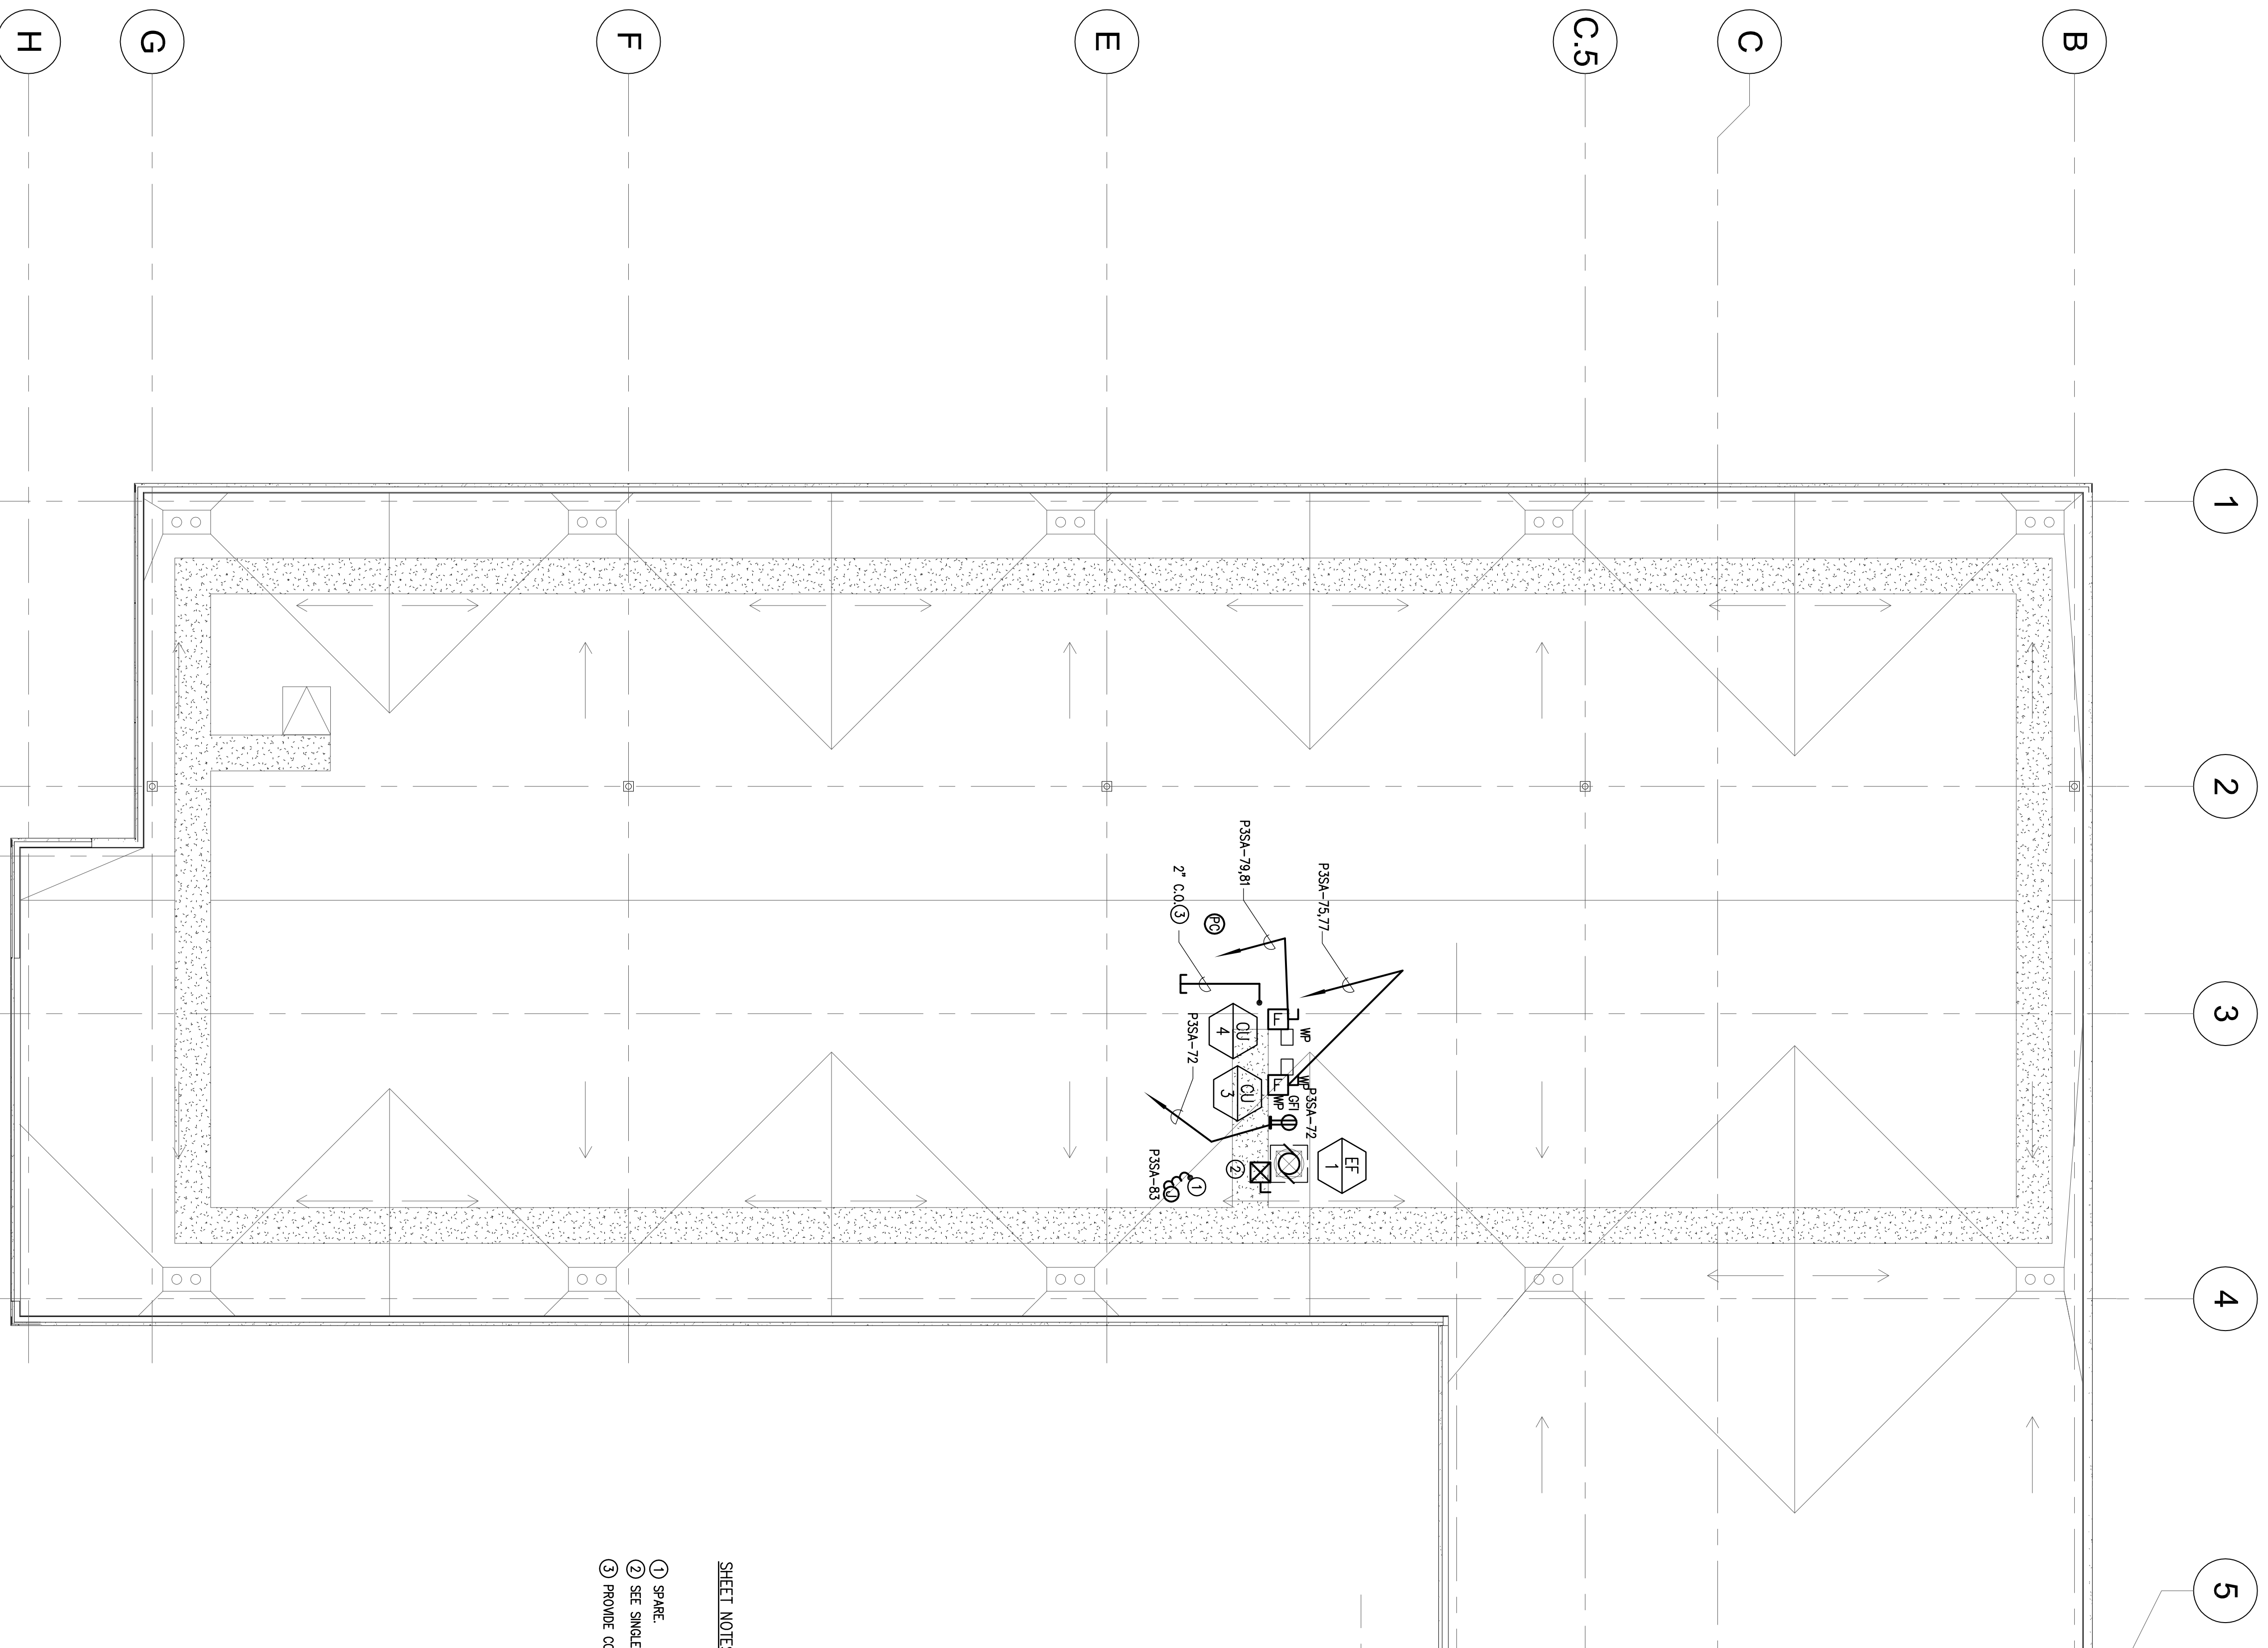 H
G
F
E
C.5
C
B
1
2
3
4
5
P3SA-79,81
P3SA-75,77
2" C.O. 3
PC
F
WP
CU
4
P3SA-72
F
WP
CU
3
WP
GFI
P3SA-72
EF
1
2
1
J
P3SA-83
SHEET NOTES
1 SPARE.
2 SEE SINGLE
3 PROVIDE